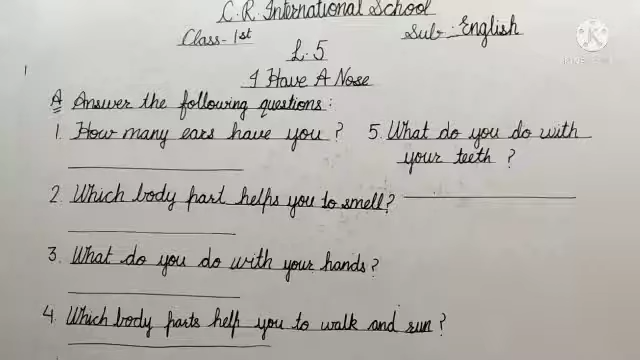 C.R. International School
Class-1st
Sub:-English
L.5
I Have A Nose
A Answer the following questions:
1. How many ears have you?
2. Which body part helps you to smell?
3. What do you do with your hands?
4. Which body parts help you to walk and run?
5. What do you do with
your teeth?